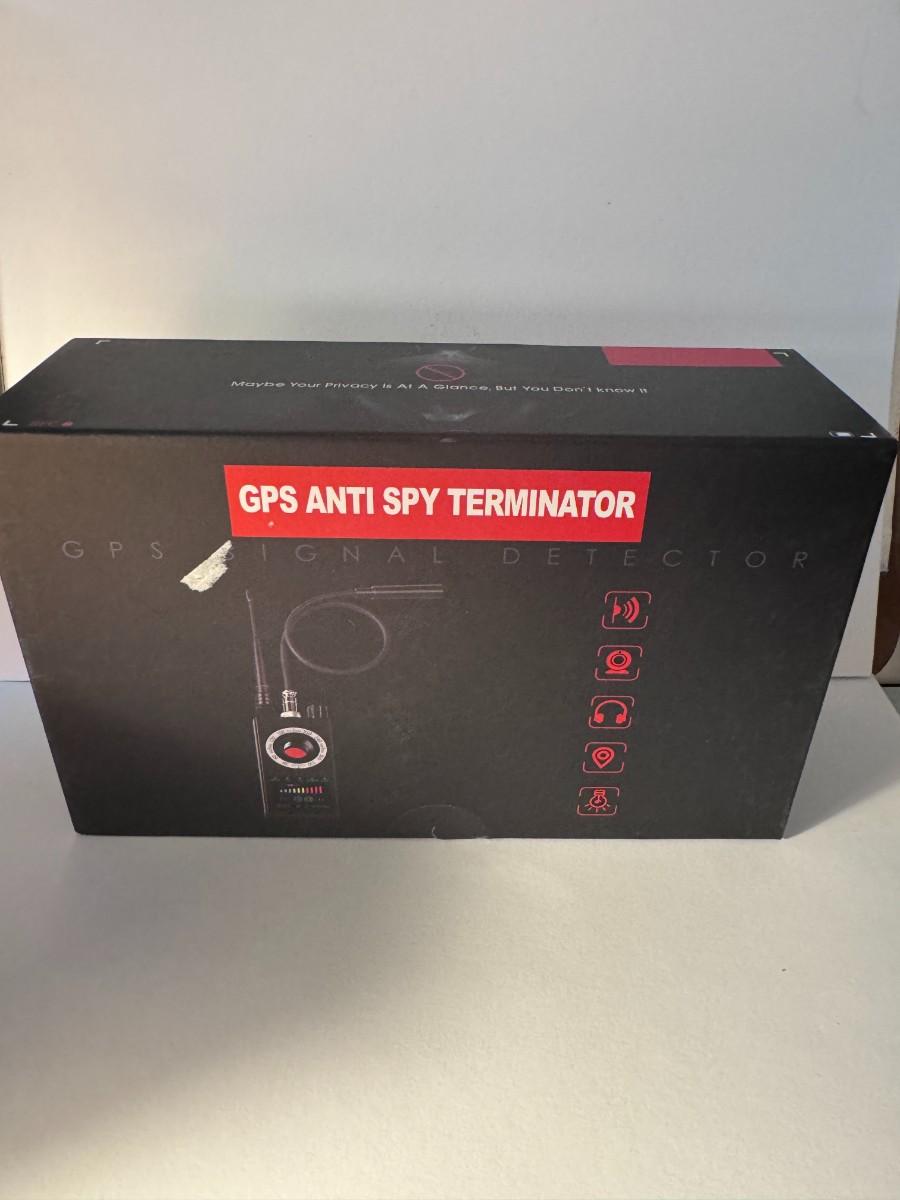 Maybe Your Privacy Is At A Glance, But You Don't know It
GPS ANTI SPY TERMINATOR
GPS SIGNAL DETECTOR